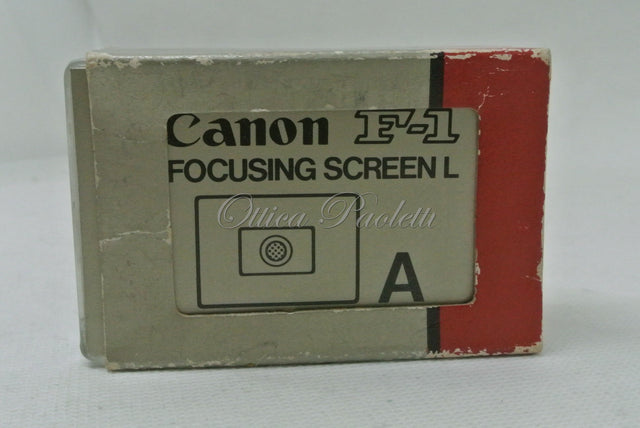 Canon F-1
FOCUSING SCREEN L
Ottica Paoletti
A